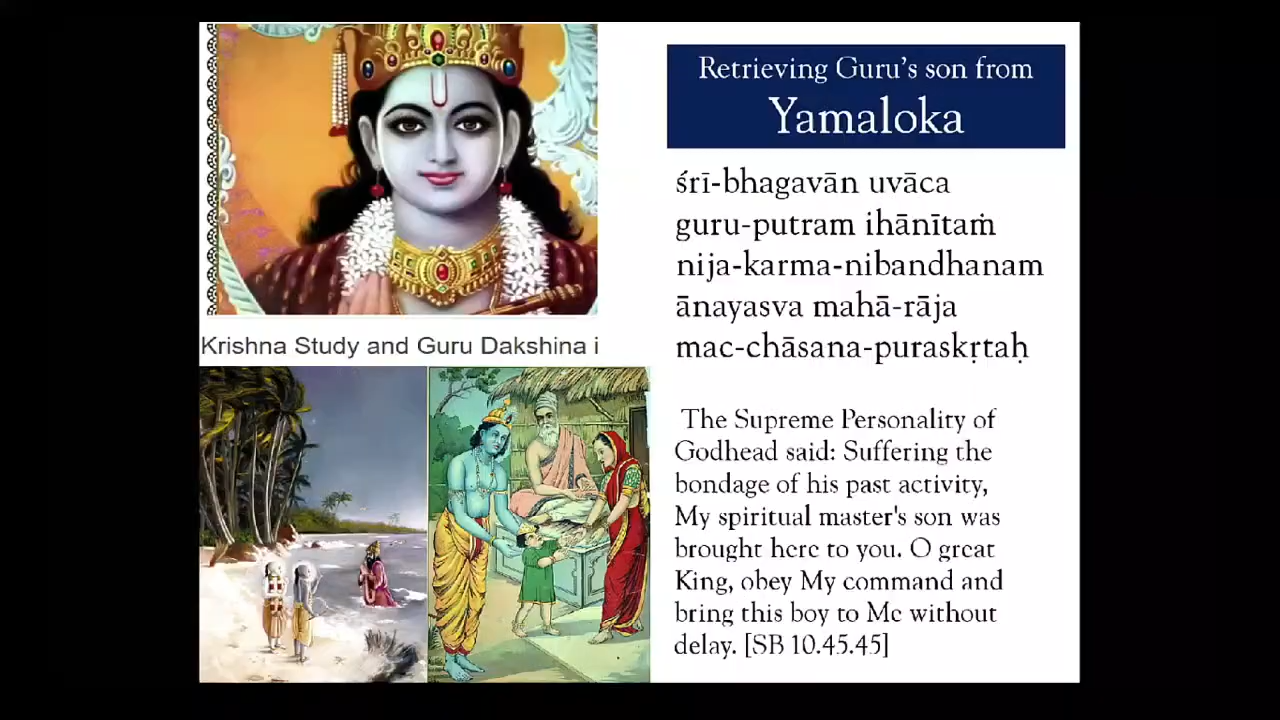 Krishna Study and Guru Dakshina i
Retrieving Guru's son from
Yamaloka
śrī-bhagavān uvāca
guru-putram ihānītaṁ
nija-karma-nibandhanam
ānayasva mahā-rāja
mac-chāsana-puraskṛtaḥ
The Supreme Personality of
Godhead said: Suffering the
bondage of his past activity,
My spiritual master's son was
brought here to you. O great
King, obey My command and
bring this boy to Me without
delay. [SB 10.45.45]